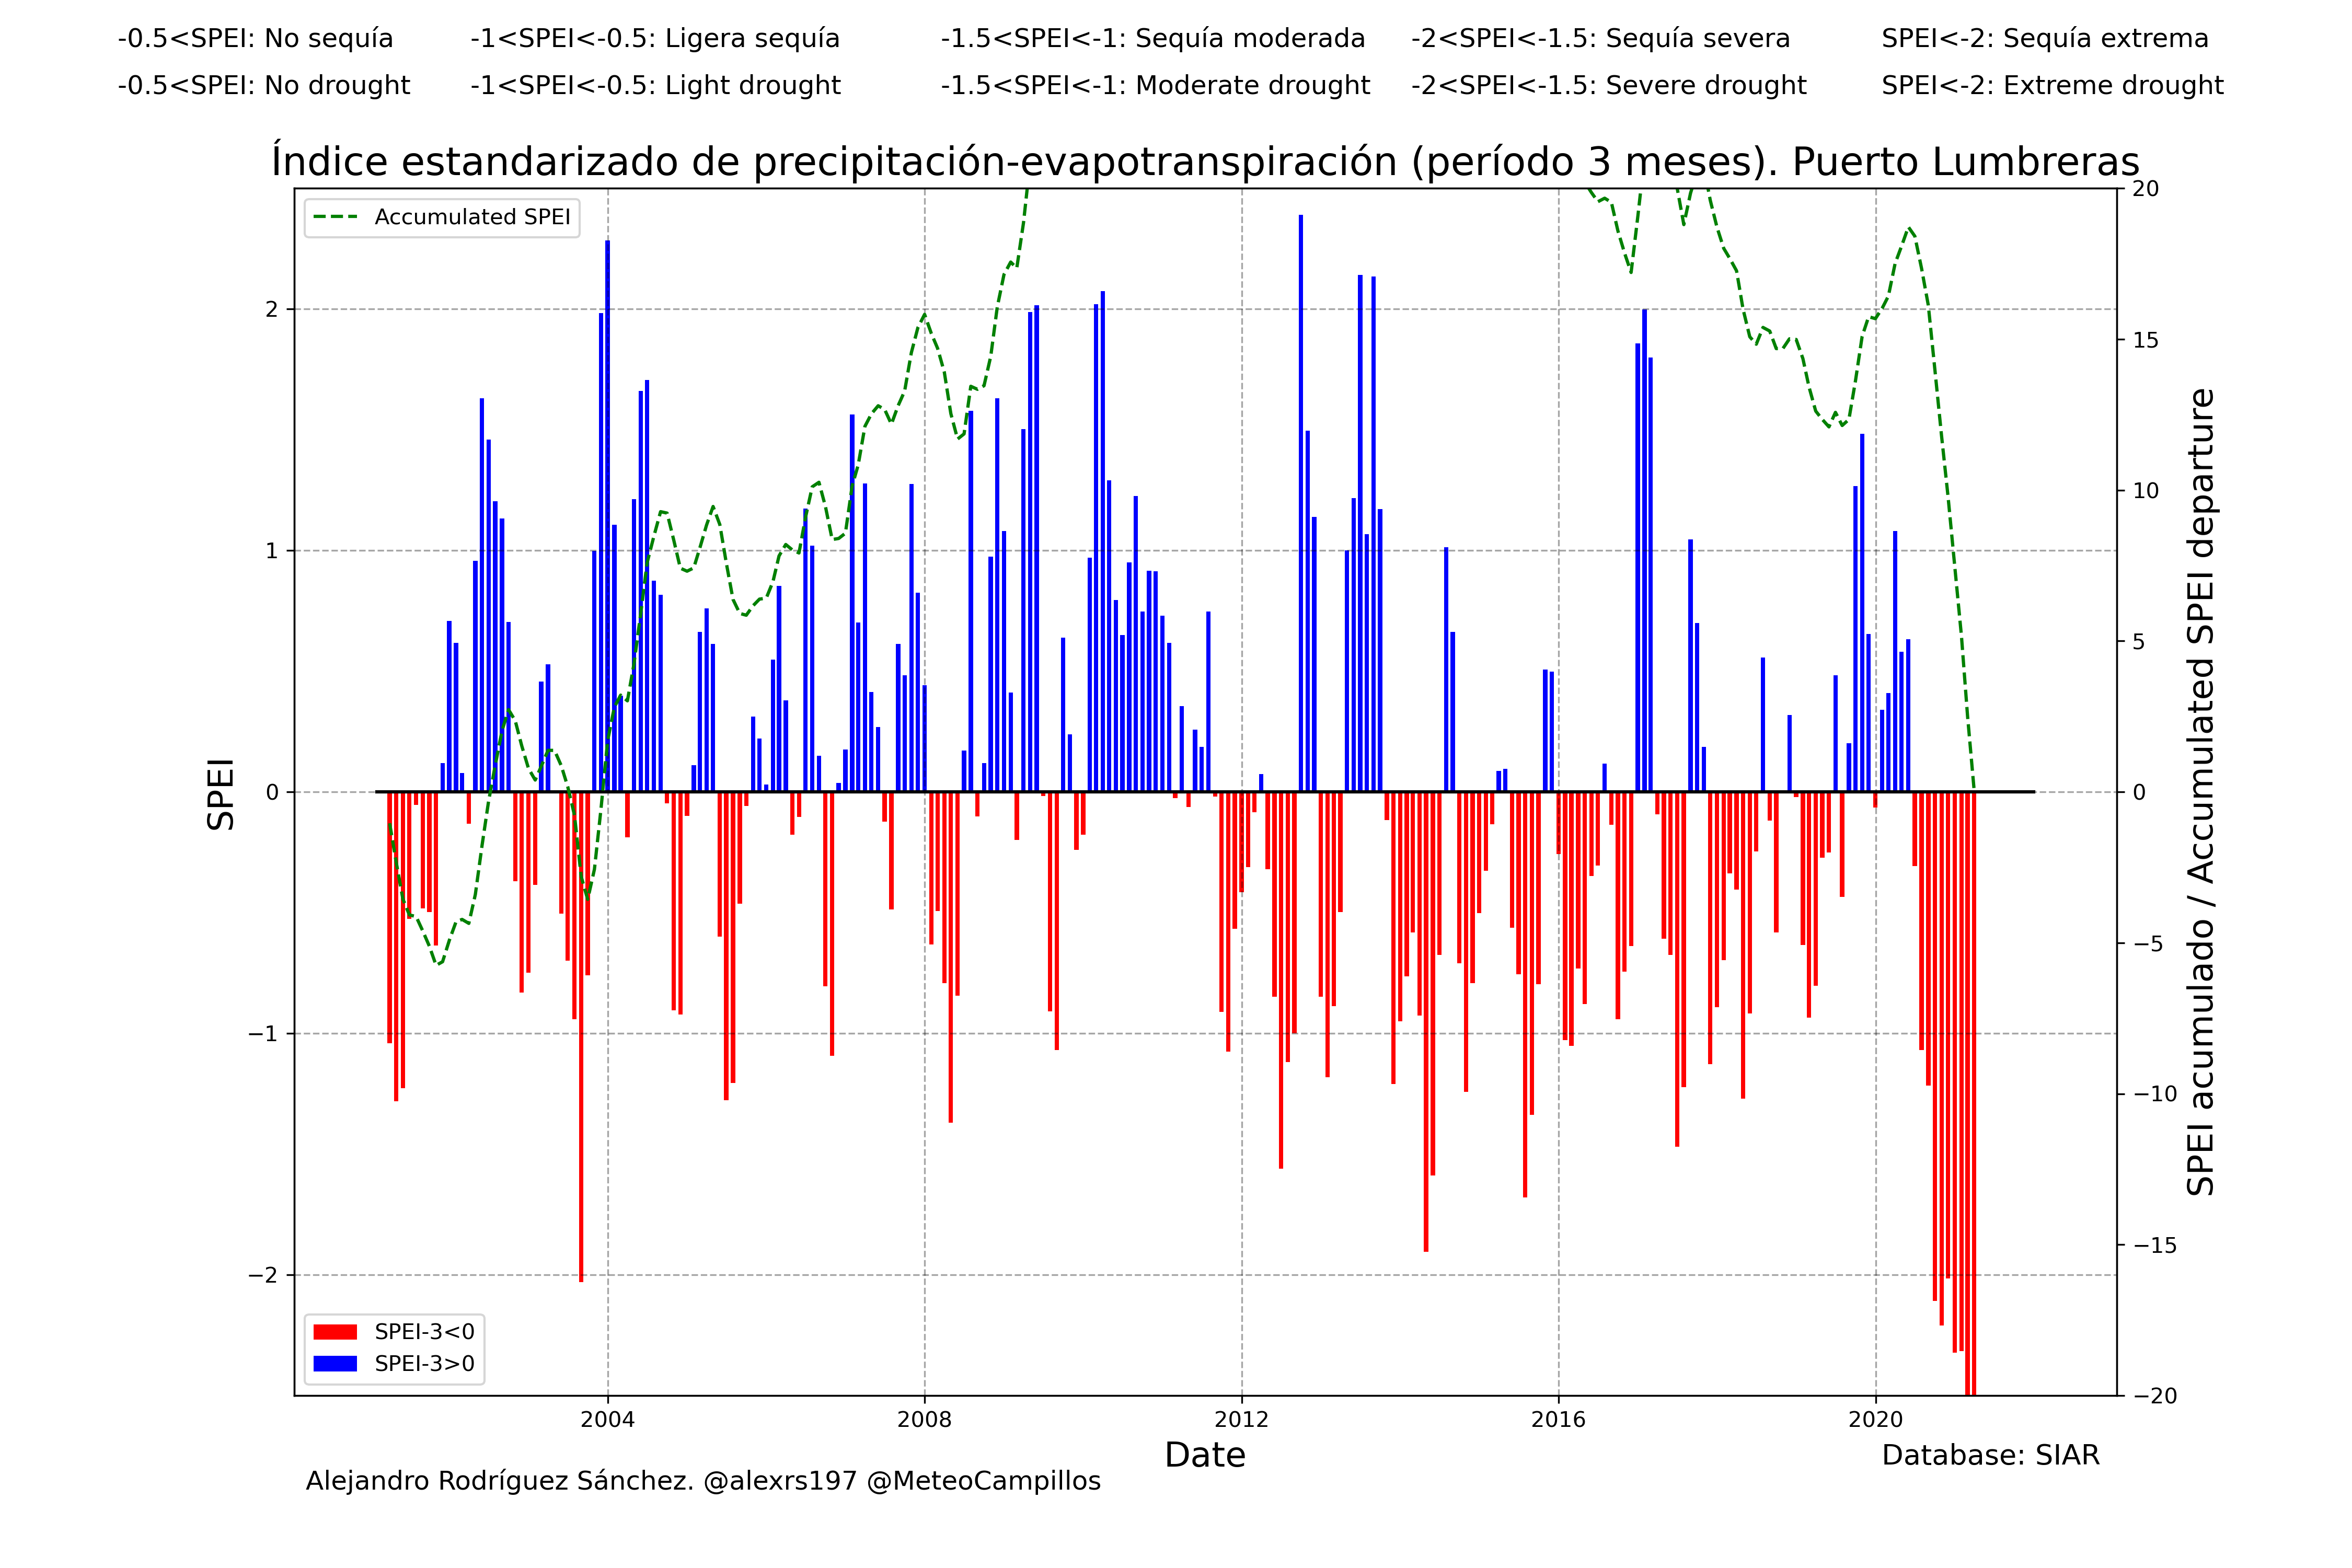 -0.5<SPEI: No sequía -1<SPEI<-0.5: Ligera sequía -1.5<SPEI<-1: Sequía moderada -2<SPEI<-1.5: Sequía severa SPEI<-2: Sequía extrema
-0.5<SPEI: No drought -1<SPEI<-0.5: Light drought -1.5<SPEI<-1: Moderate drought -2<SPEI<-1.5: Severe drought SPEI<-2: Extreme drought
Índice estandarizado de precipitación-evapotranspiración (período 3 meses). Puerto Lumbreras
Accumulated SPEI
SPEI
2
1
0
−1
−2
20
15
10
5
0
−5
−10
−15
−20
SPEI acumulado / Accumulated SPEI departure
SPEI-3<0
SPEI-3>0
2004 2008 2012 2016 2020
Date
Database: SIAR
Alejandro Rodríguez Sánchez. @alexrs197 @MeteoCampillos